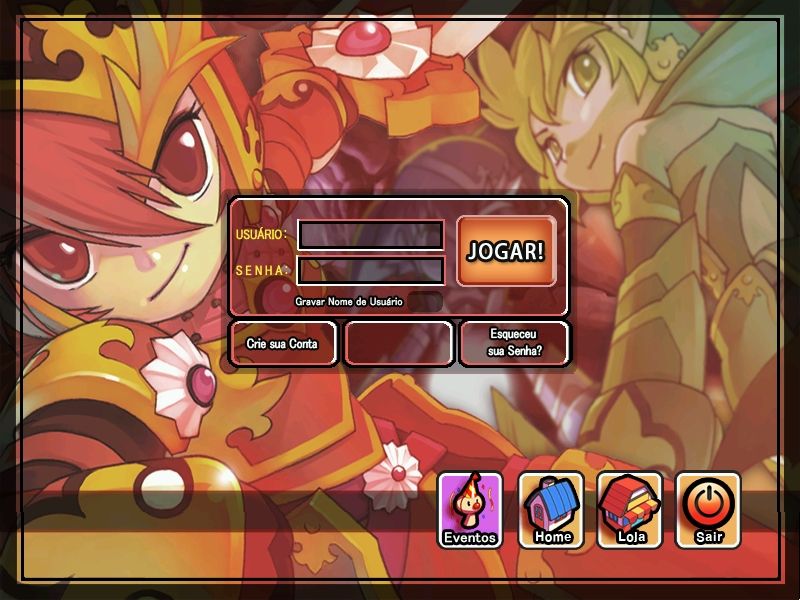 USUÁRIO:
SENHA:
JOGAR!
Gravar Nome de Usuário
Crie sua Conta
Esqueceu
sua Senha?
Eventos
Home
Loja
Sair